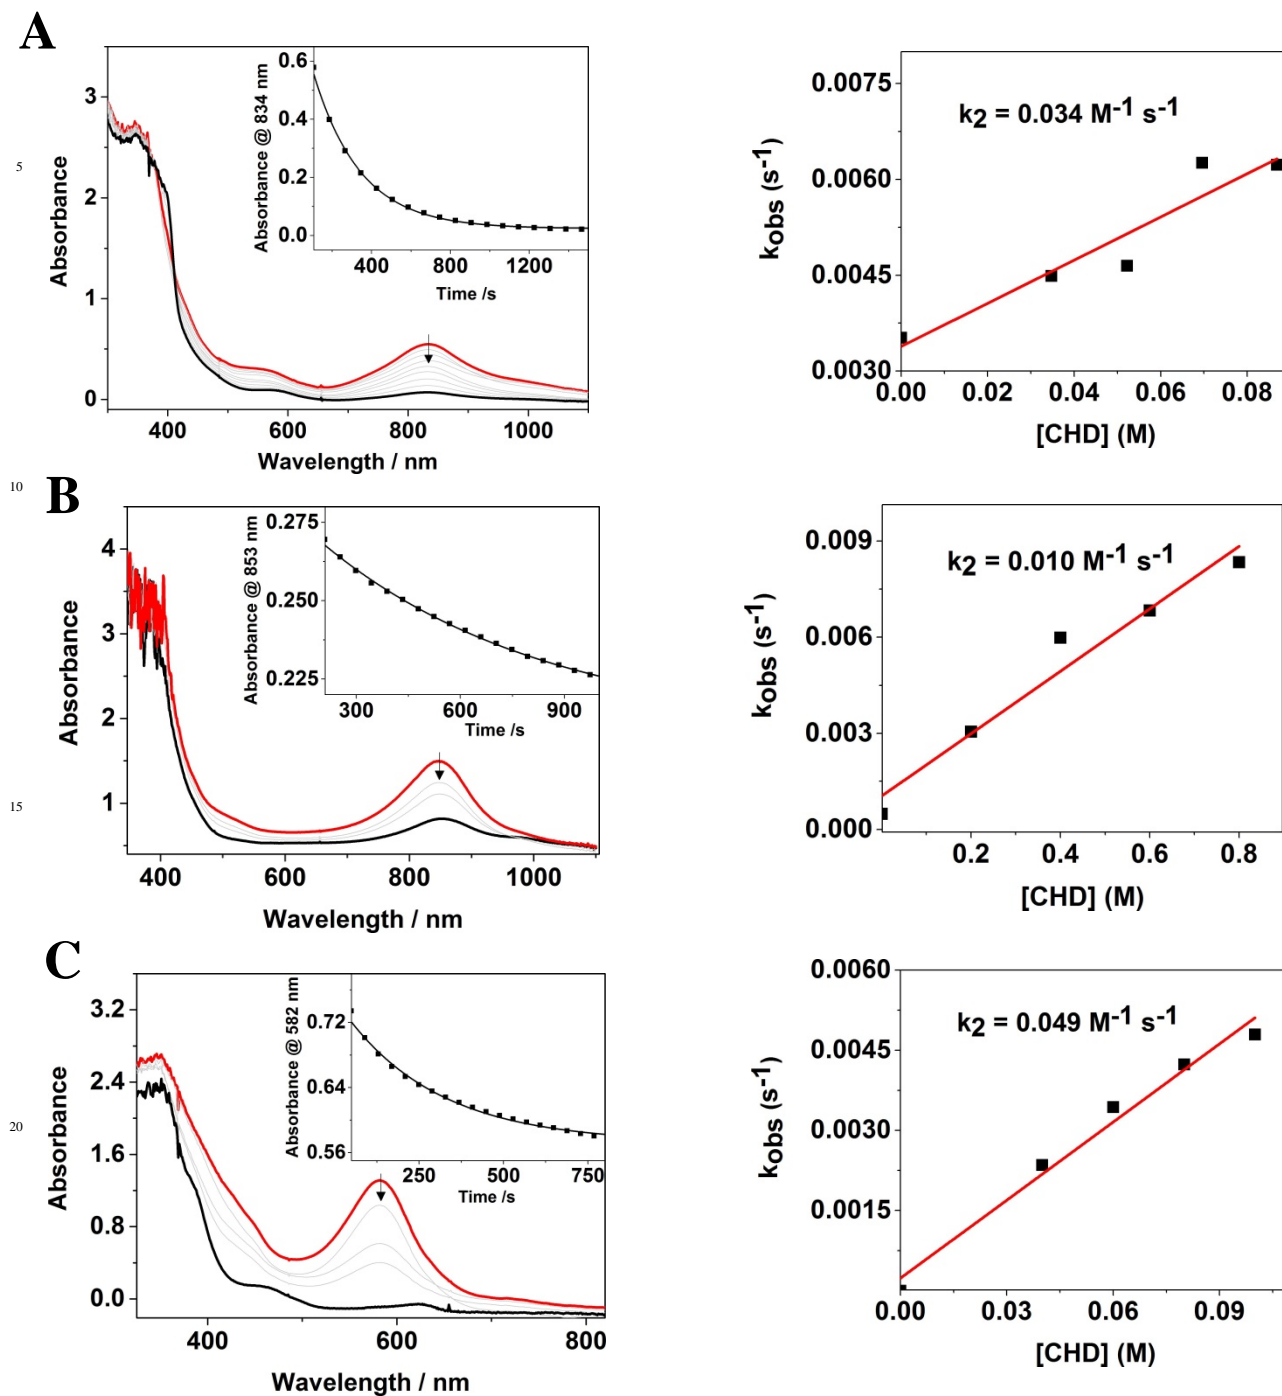 A
5
3
2
1
0
Absorbance
400 600 800 1000
Wavelength / nm
0.6
0.4
0.2
0.0
Absorbance @ 834 nm
400 800 1200
Time /s
0.0075
0.0060
0.0045
0.0030
kobs (s-1)
k2 = 0.034 M-1 s-1
0.00 0.02 0.04 0.06 0.08
[CHD] (M)
10
B
4
3
2
1
Absorbance
15
400 600 800 1000
Wavelength / nm
0.275
0.250
0.225
Absorbance @ 853 nm
300 600 900
Time /s
0.009
0.006
0.003
0.000
kobs (s-1)
k2 = 0.010 M-1 s-1
0.2 0.4 0.6 0.8
[CHD] (M)
C
3.2
2.4
1.6
0.8
0.0
Absorbance
20
400 600 800
Wavelength / nm
0.72
0.64
0.56
Absorbance @ 582 nm
250 500 750
Time /s
0.0060
0.0045
0.0030
0.0015
kobs (s-1)
k2 = 0.049 M-1 s-1
0.00 0.03 0.06 0.09
[CHD] (M)